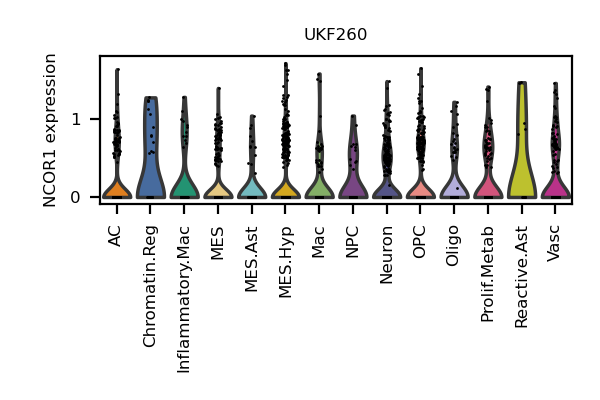 UKF260
NCOR1 expression
1
0
AC
Chromatin.Reg
Inflammatory.Mac
MES
MES.Ast
MES.Hyp
Mac
NPC
Neuron
OPC
Oligo
Prolif.Metab
Reactive.Ast
Vasc